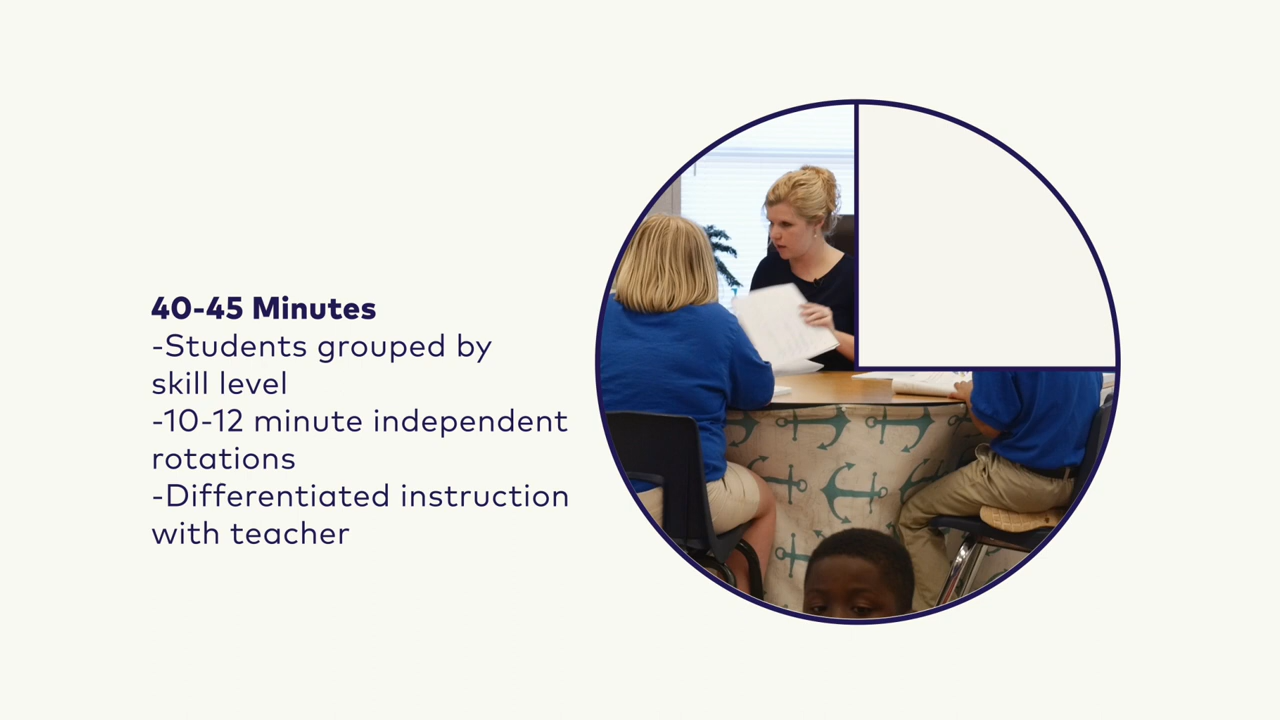 40-45 Minutes
-Students grouped by
skill level
-10-12 minute independent
rotations
-Differentiated instruction
with teacher